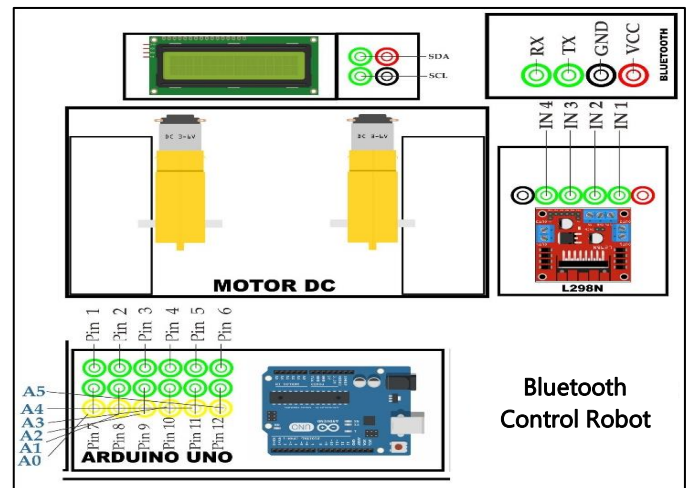 SDA
SCL
RX
TX
GND
VCC
BLUETOOTH
IN 4
IN 3
IN 2
IN 1
DC 3-6V
DC 3-6V
MOTOR DC
L298N
Pin 1
Pin 2
Pin 3
Pin 4
Pin 5
Pin 6
A5
A4
A3
A2
A1
A0
Pin 7
Pin 8
Pin 9
Pin 10
Pin 11
Pin 12
UNO
ARDUINO UNO
Bluetooth
Control Robot